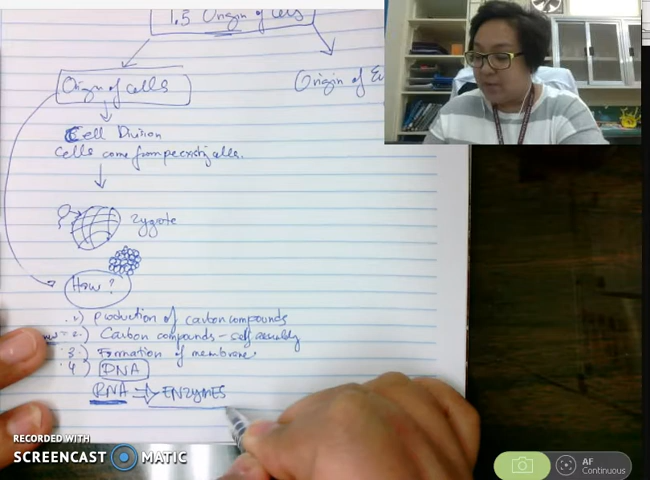 1.5 Origin of cells
Origin of cells
Origin of Eu
Cell Division
Cells come from pre existing cells.
Zygote
How?
1.) Production of carbon compounds
2.) Carbon compounds - self assembly
3.) Formation of membrane
4.) DNA
RNA ⇒ ENZYMES
RECORDED WITH
SCREENCAST MATIC
AF
Continuous